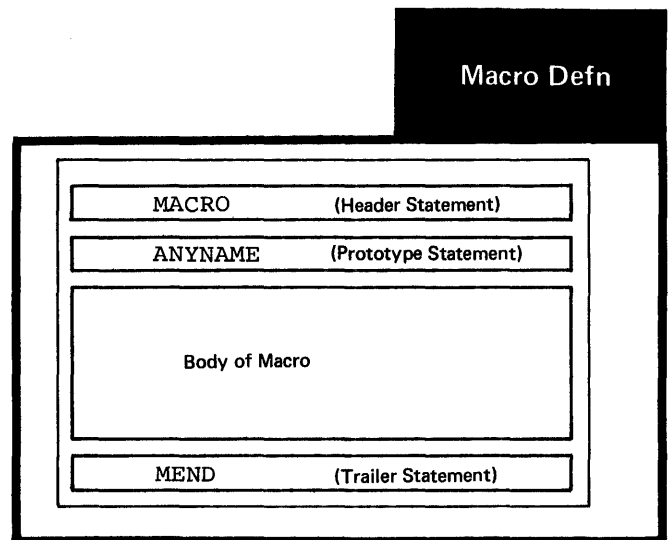 Macro Defn
MACRO (Header Statement)
ANYNAME (Prototype Statement)
Body of Macro
MEND (Trailer Statement)